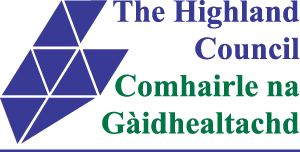 The Highland
Council
Comhairle na
Gàidhealtachd